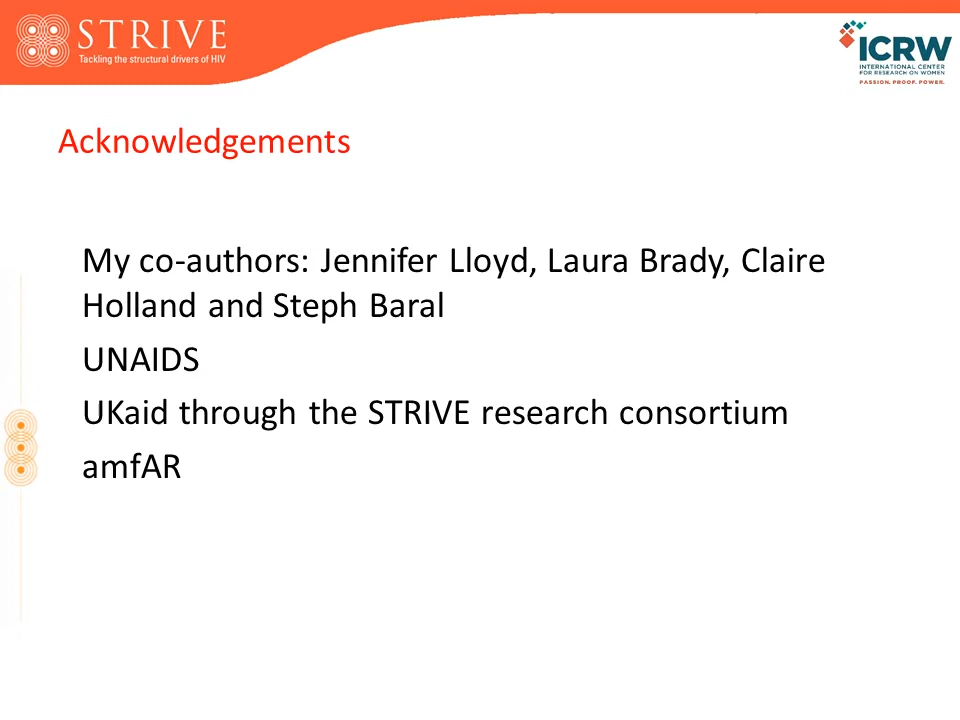 STRIVE
Tackling the structural drivers of HIV
ICRW
INTERNATIONAL CENTER
FOR RESEARCH ON WOMEN
PASSION. PROOF. POWER.
Acknowledgements
My co-authors: Jennifer Lloyd, Laura Brady, Claire
Holland and Steph Baral
UNAIDS
UKaid through the STRIVE research consortium
amfAR